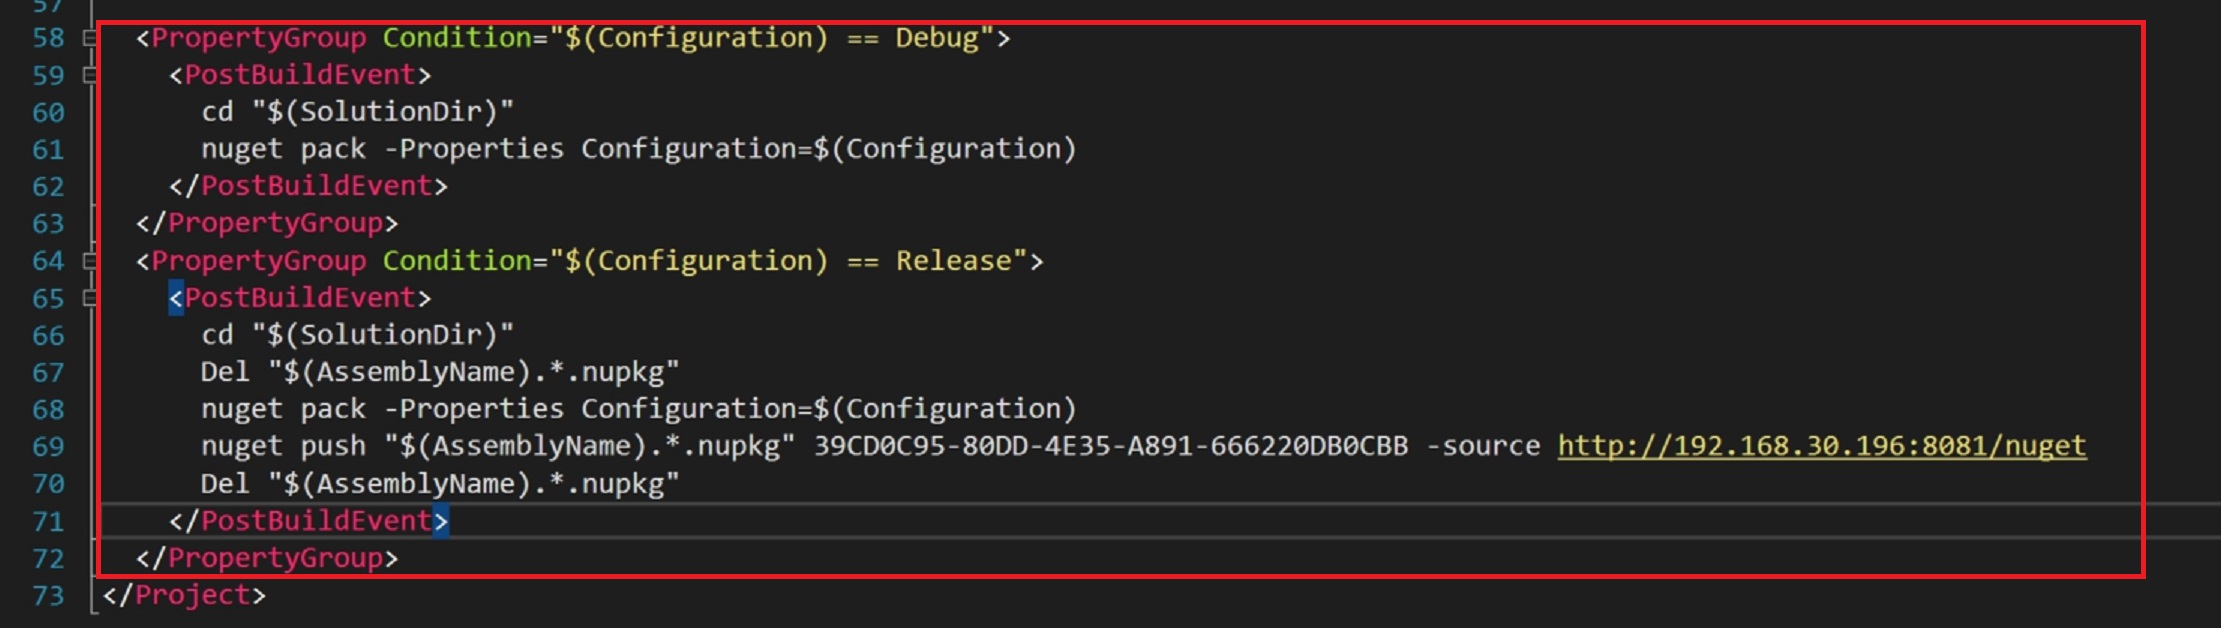 57
58 <PropertyGroup Condition="$(Configuration) == Debug">
59 <PostBuildEvent>
60 cd "$(SolutionDir)"
61 nuget pack -Properties Configuration=$(Configuration)
62 </PostBuildEvent>
63 </PropertyGroup>
64 <PropertyGroup Condition="$(Configuration) == Release">
65 <PostBuildEvent>
66 cd "$(SolutionDir)"
67 Del "$(AssemblyName).*.nupkg"
68 nuget pack -Properties Configuration=$(Configuration)
69 nuget push "$(AssemblyName).*.nupkg" 39CD0C95-80DD-4E35-A891-666220DB0CBB -source http://192.168.30.196:8081/nuget
70 Del "$(AssemblyName).*.nupkg"
71 </PostBuildEvent>
72 </PropertyGroup>
73 </Project>